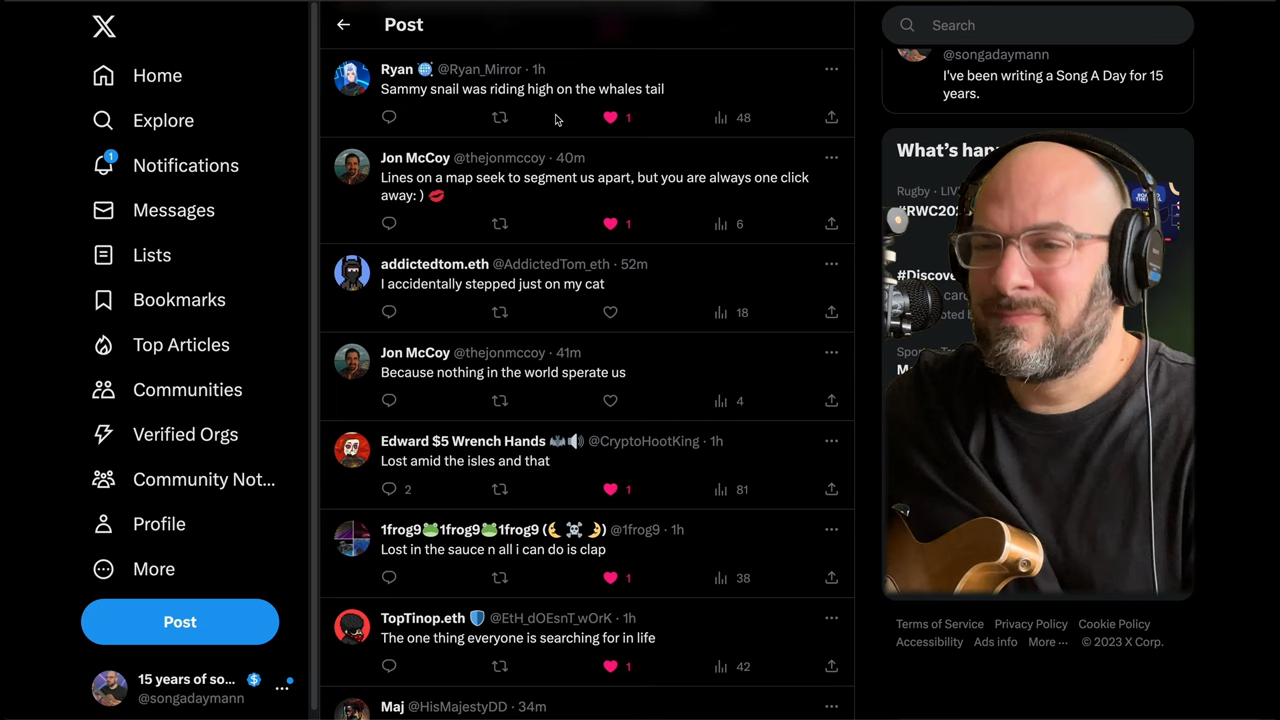 Home
Explore
1
Notifications
Messages
Lists
Bookmarks
Top Articles
Communities
Verified Orgs
Community Not...
Profile
More
Post
15 years of so...
@songadaymann
Post
Ryan @Ryan_Mirror · 1h
Sammy snail was riding high on the whales tail
1 48
Jon McCoy @thejonmccoy · 40m
Lines on a map seek to segment us apart, but you are always one click
away: )
1 6
addictedtom.eth @AddictedTom_eth · 52m
I accidentally stepped just on my cat
18
Jon McCoy @thejonmccoy · 41m
Because nothing in the world sperate us
4
Edward $5 Wrench Hands @CryptoHootKing · 1h
Lost amid the isles and that
2 1 81
1frog9🐸1frog9🐸1frog9 (🌛☠️🌛) @1frog9 · 1h
Lost in the sauce n all i can do is clap
1 38
TopTinop.eth @EtH_dOEsnT_wOrK · 1h
The one thing everyone is searching for in life
1 42
Maj @HisMajestyDD · 34m
Search
@songadaymann
I've been writing a Song A Day for 15
years.
What's hap
Rugby · LIV
#RWC202
#Discove
Terms of Service Privacy Policy Cookie Policy
Accessibility Ads info More ··· © 2023 X Corp.